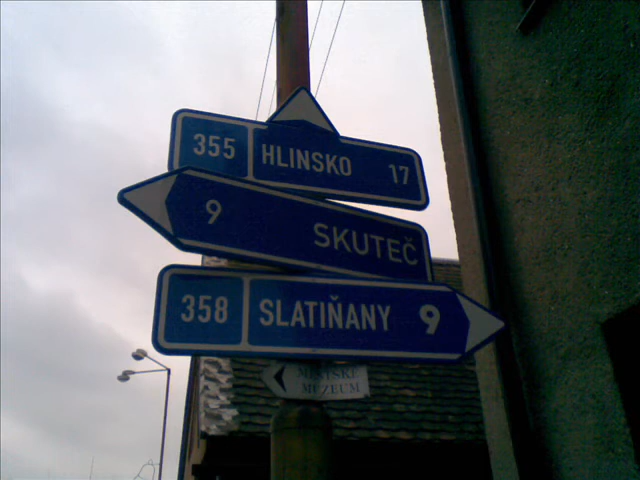 355 HLINSKO 17
9 SKUTEČ
358 SLATIŇANY 9
MĚSTSKÉ
MUZEUM